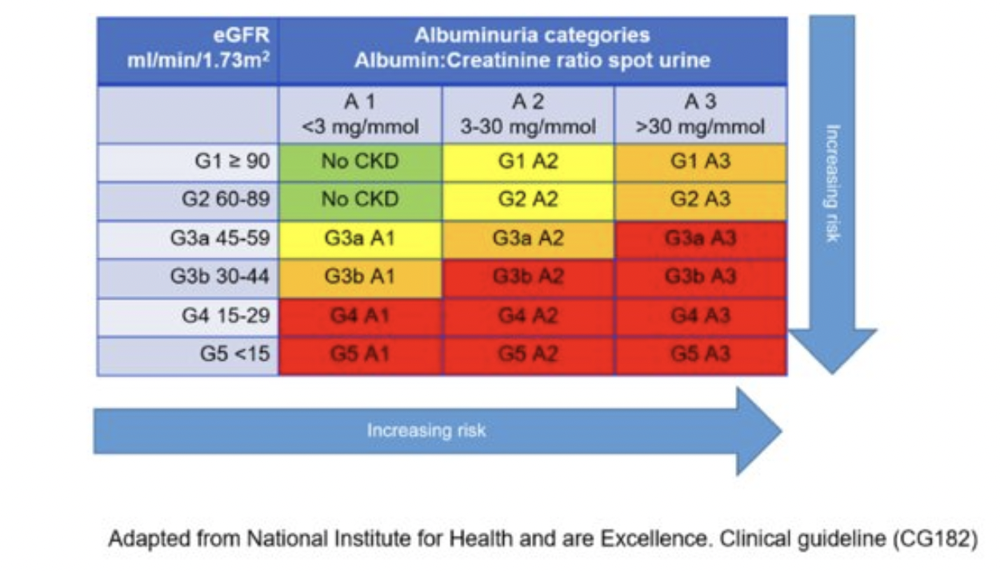 eGFR
ml/min/1.73m²
Albuminuria categories
Albumin:Creatinine ratio spot urine
A 1
<3 mg/mmol
A 2
3-30 mg/mmol
A 3
>30 mg/mmol
G1 ≥ 90 No CKD G1 A2 G1 A3
G2 60-89 No CKD G2 A2 G2 A3
G3a 45-59 G3a A1 G3a A2 G3a A3
G3b 30-44 G3b A1 G3b A2 G3b A3
G4 15-29 G4 A1 G4 A2 G4 A3
G5 <15 G5 A1 G5 A2 G5 A3
Increasing risk
Increasing risk
Adapted from National Institute for Health and are Excellence. Clinical guideline (CG182)